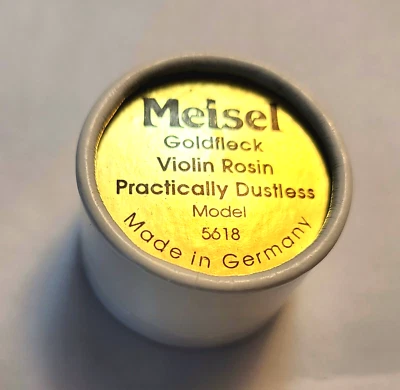 Meisel
Goldfleck
Violin Rosin
Practically Dustless
Model
5618
Made in Germany